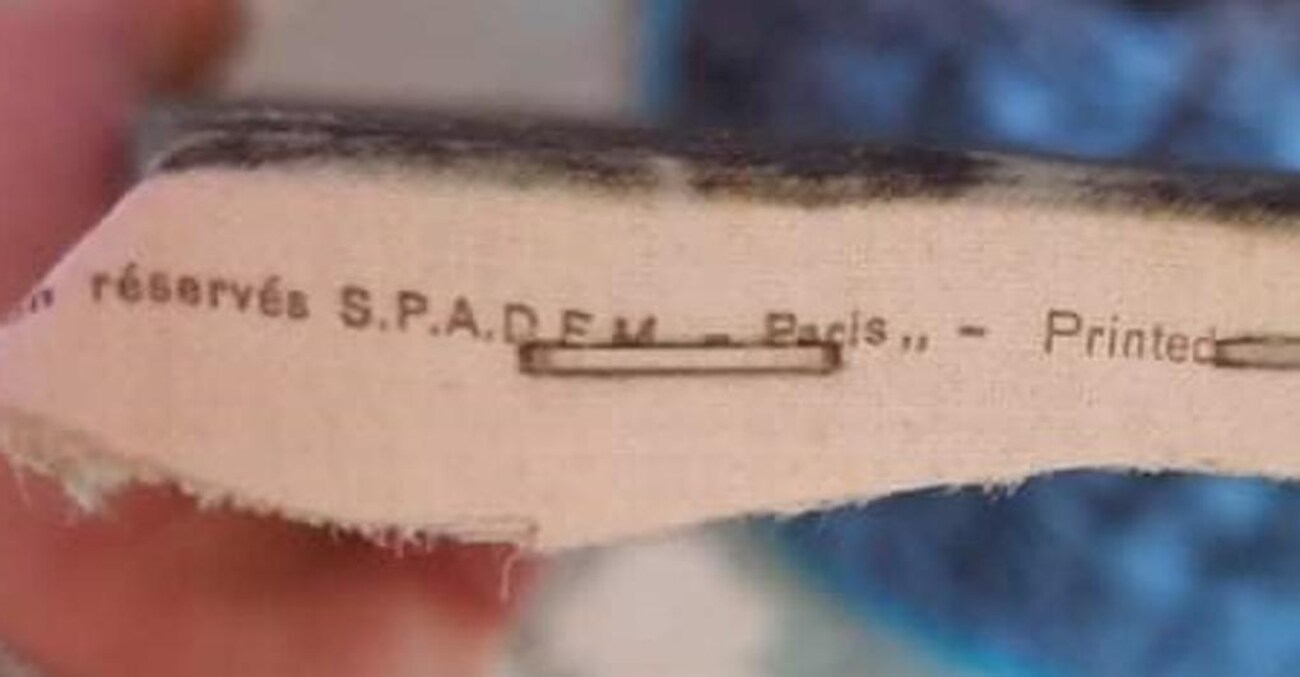 réservés S.P.A.D.E.M. - Paris,, - Printed